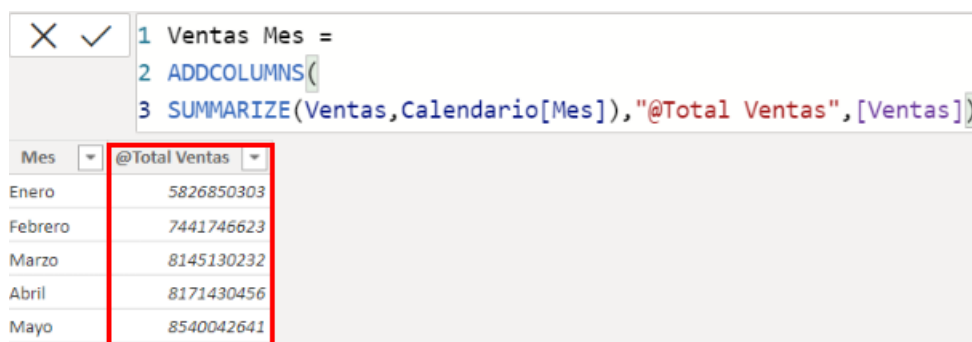 1 Ventas Mes =
2 ADDCOLUMNS(
3 SUMMARIZE(Ventas,Calendario[Mes]),"@Total Ventas",[Ventas])
Mes @Total Ventas
Enero 5826850303
Febrero 7441746623
Marzo 8145130232
Abril 8171430456
Mayo 8540042641